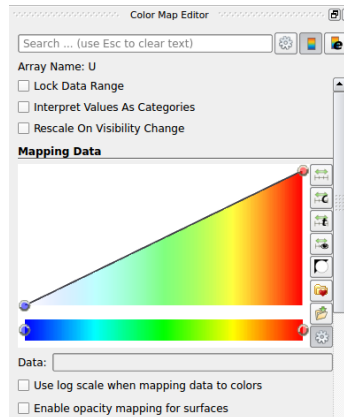 Color Map Editor
Search ... (use Esc to clear text)
Array Name: U
Lock Data Range
Interpret Values As Categories
Rescale On Visibility Change
Mapping Data
Data:
Use log scale when mapping data to colors
Enable opacity mapping for surfaces